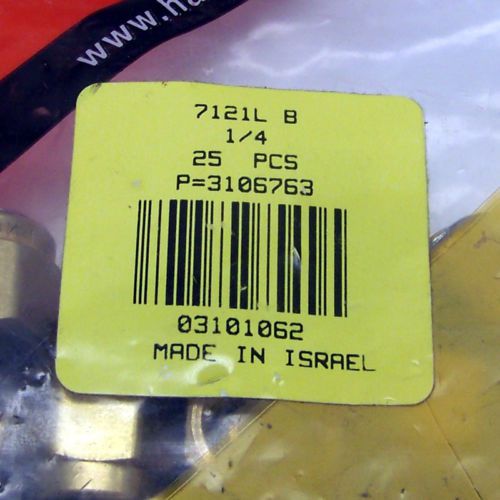 www.ha
7121L B
1/4
25 PCS
P=3106763
03101062
MADE IN ISRAEL